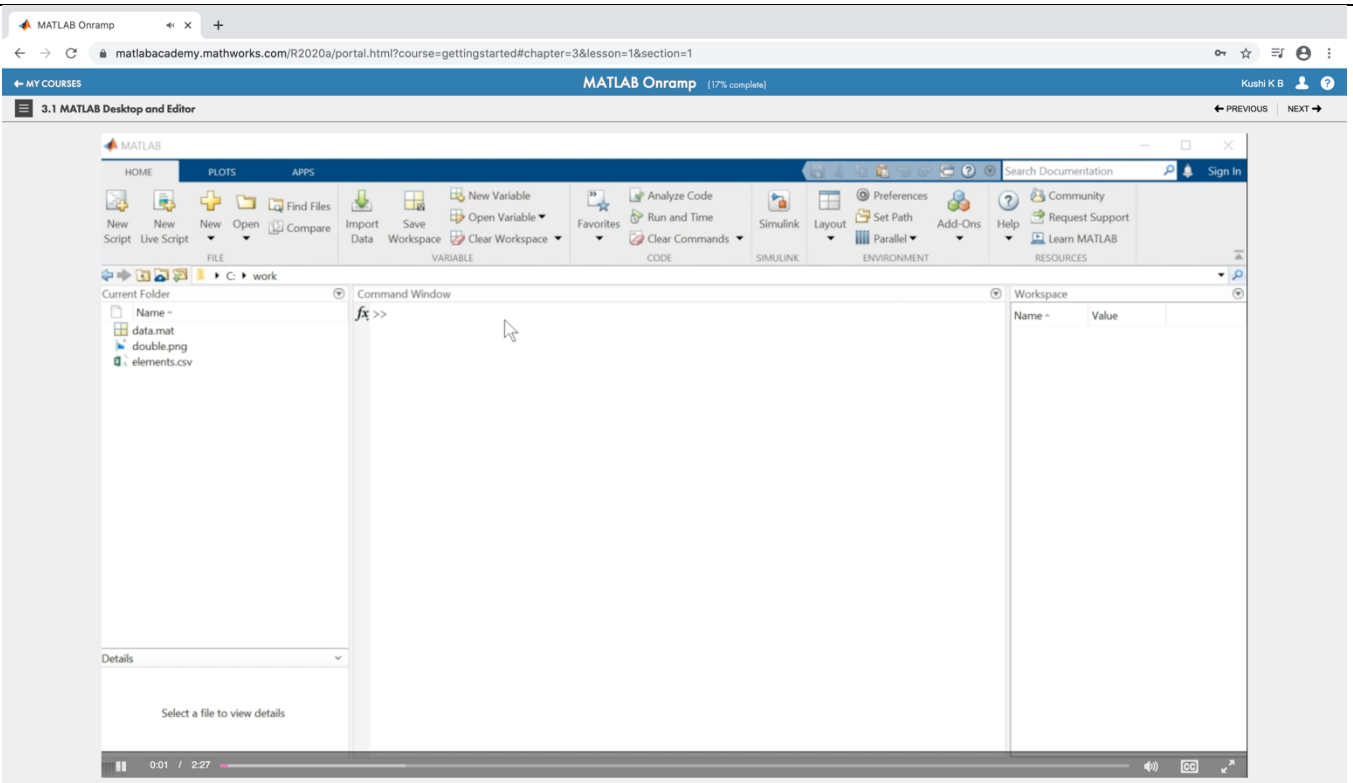 MATLAB Onramp
matlabacademy.mathworks.com/R2020a/portal.html?course=gettingstarted#chapter=3&lesson=1&section=1
← MY COURSES
MATLAB Onramp (17% complete)
Kushi K B
3.1 MATLAB Desktop and Editor
← PREVIOUS
NEXT →
MATLAB
HOME PLOTS APPS
Search Documentation
Sign In
New Script
New Live Script
New
Open
Find Files
Compare
FILE
Import Data
Save Workspace
New Variable
Open Variable
Clear Workspace
VARIABLE
Favorites
Analyze Code
Run and Time
Clear Commands
CODE
Simulink
SIMULINK
Layout
Preferences
Set Path
Parallel
Add-Ons
ENVIRONMENT
Help
Community
Request Support
Learn MATLAB
RESOURCES
C: work
Current Folder
Name
data.mat
double.png
elements.csv
Details
Select a file to view details
Command Window
fx >>
Workspace
Name Value
0:01 / 2:27
CC